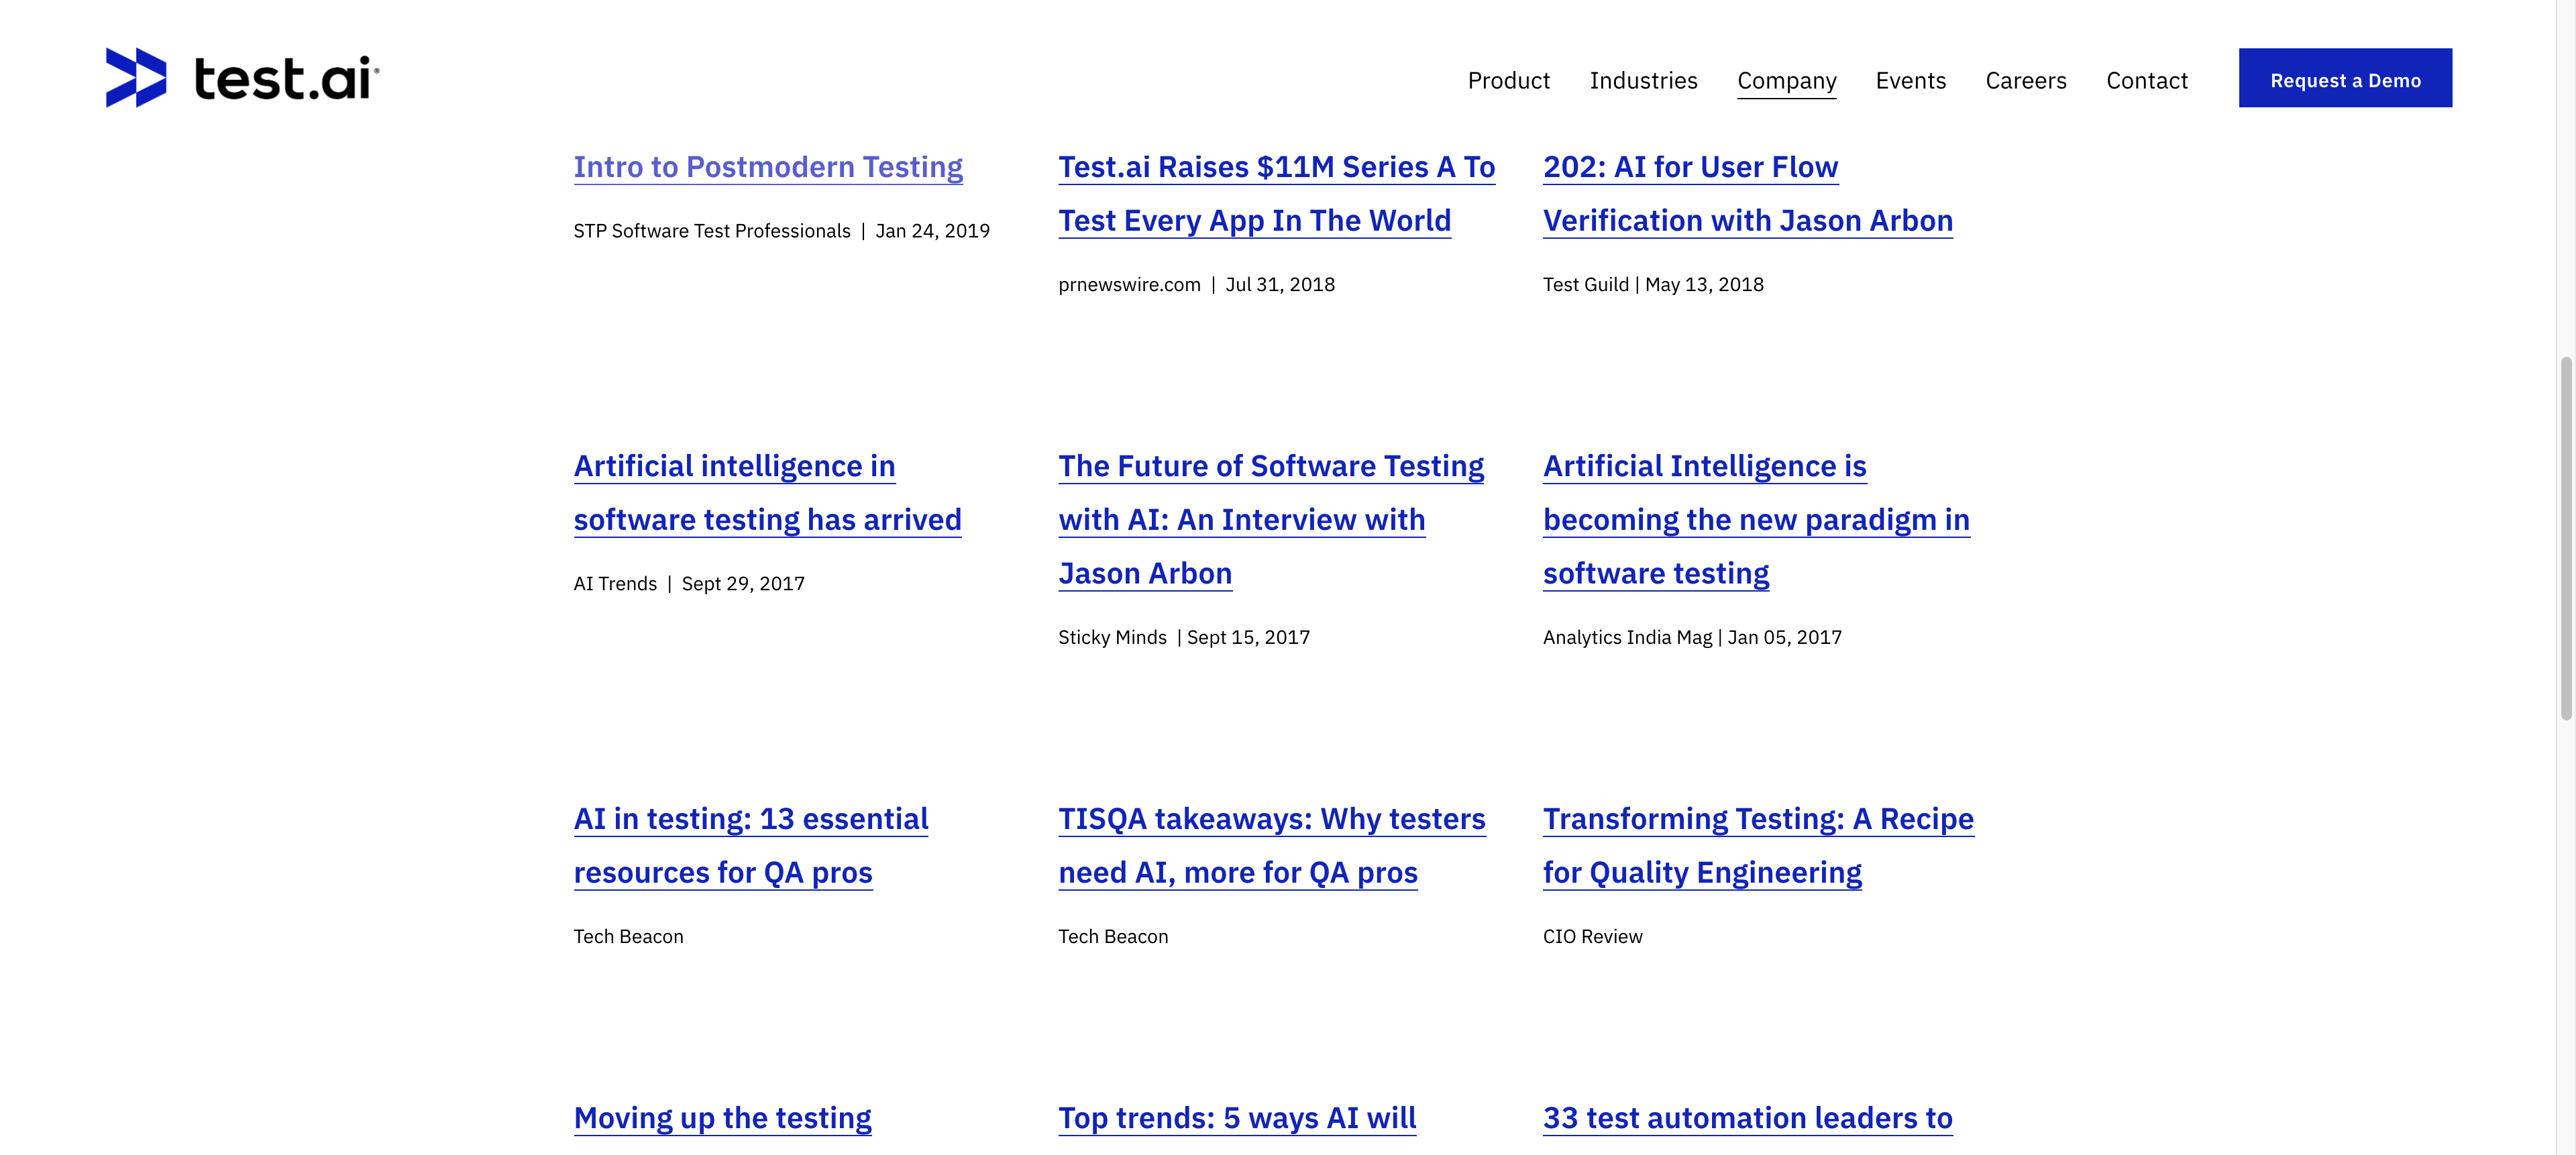 test.ai
Product Industries Company Events Careers Contact Request a Demo
Intro to Postmodern Testing
STP Software Test Professionals | Jan 24, 2019
Test.ai Raises $11M Series A To
Test Every App In The World
prnewswire.com | Jul 31, 2018
202: AI for User Flow
Verification with Jason Arbon
Test Guild | May 13, 2018
Artificial intelligence in
software testing has arrived
AI Trends | Sept 29, 2017
The Future of Software Testing
with AI: An Interview with
Jason Arbon
Sticky Minds | Sept 15, 2017
Artificial Intelligence is
becoming the new paradigm in
software testing
Analytics India Mag | Jan 05, 2017
AI in testing: 13 essential
resources for QA pros
Tech Beacon
TISQA takeaways: Why testers
need AI, more for QA pros
Tech Beacon
Transforming Testing: A Recipe
for Quality Engineering
CIO Review
Moving up the testing
Top trends: 5 ways AI will
33 test automation leaders to